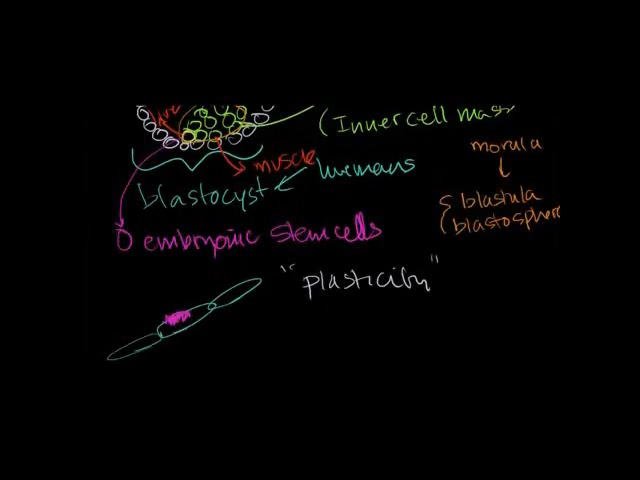 (Inner cell mass
morula
muscle
humans
blastocyst
blastula
(blastosphere
embryonic stem cells
"plasticity"